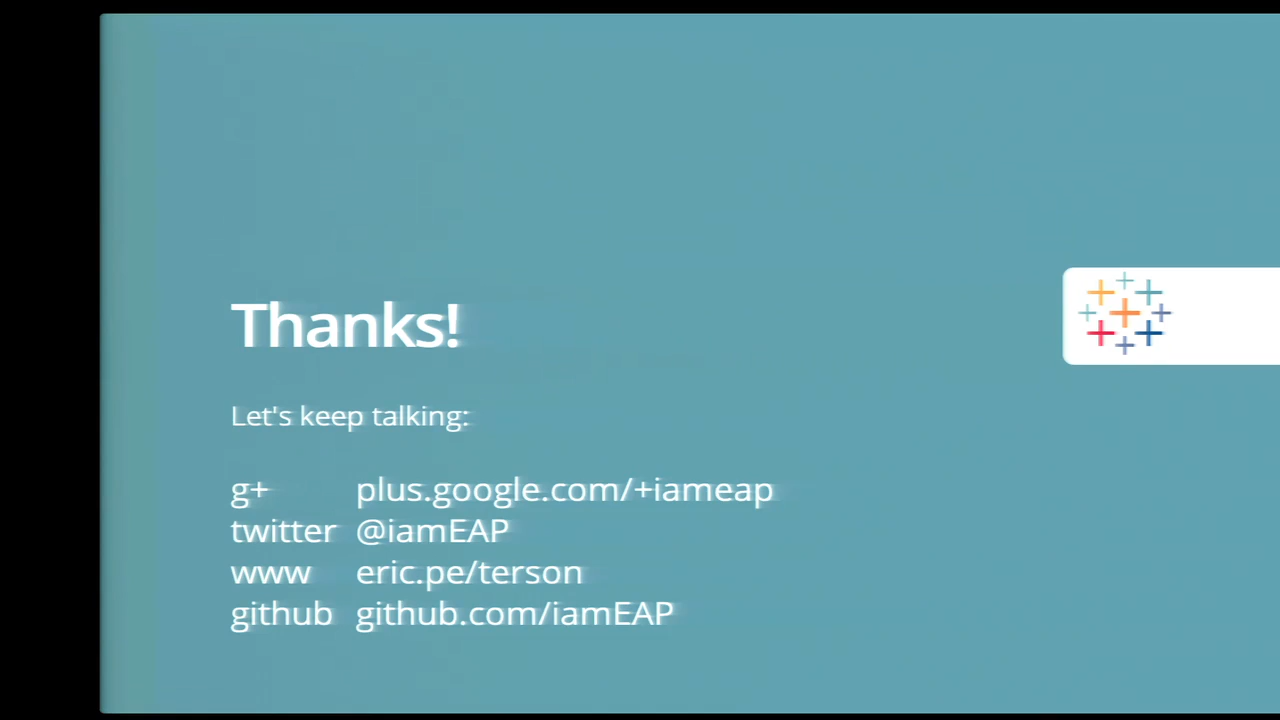 Thanks!
Let's keep talking:
g+ plus.google.com/+iameap
twitter @iamEAP
www eric.pe/terson
github github.com/iamEAP